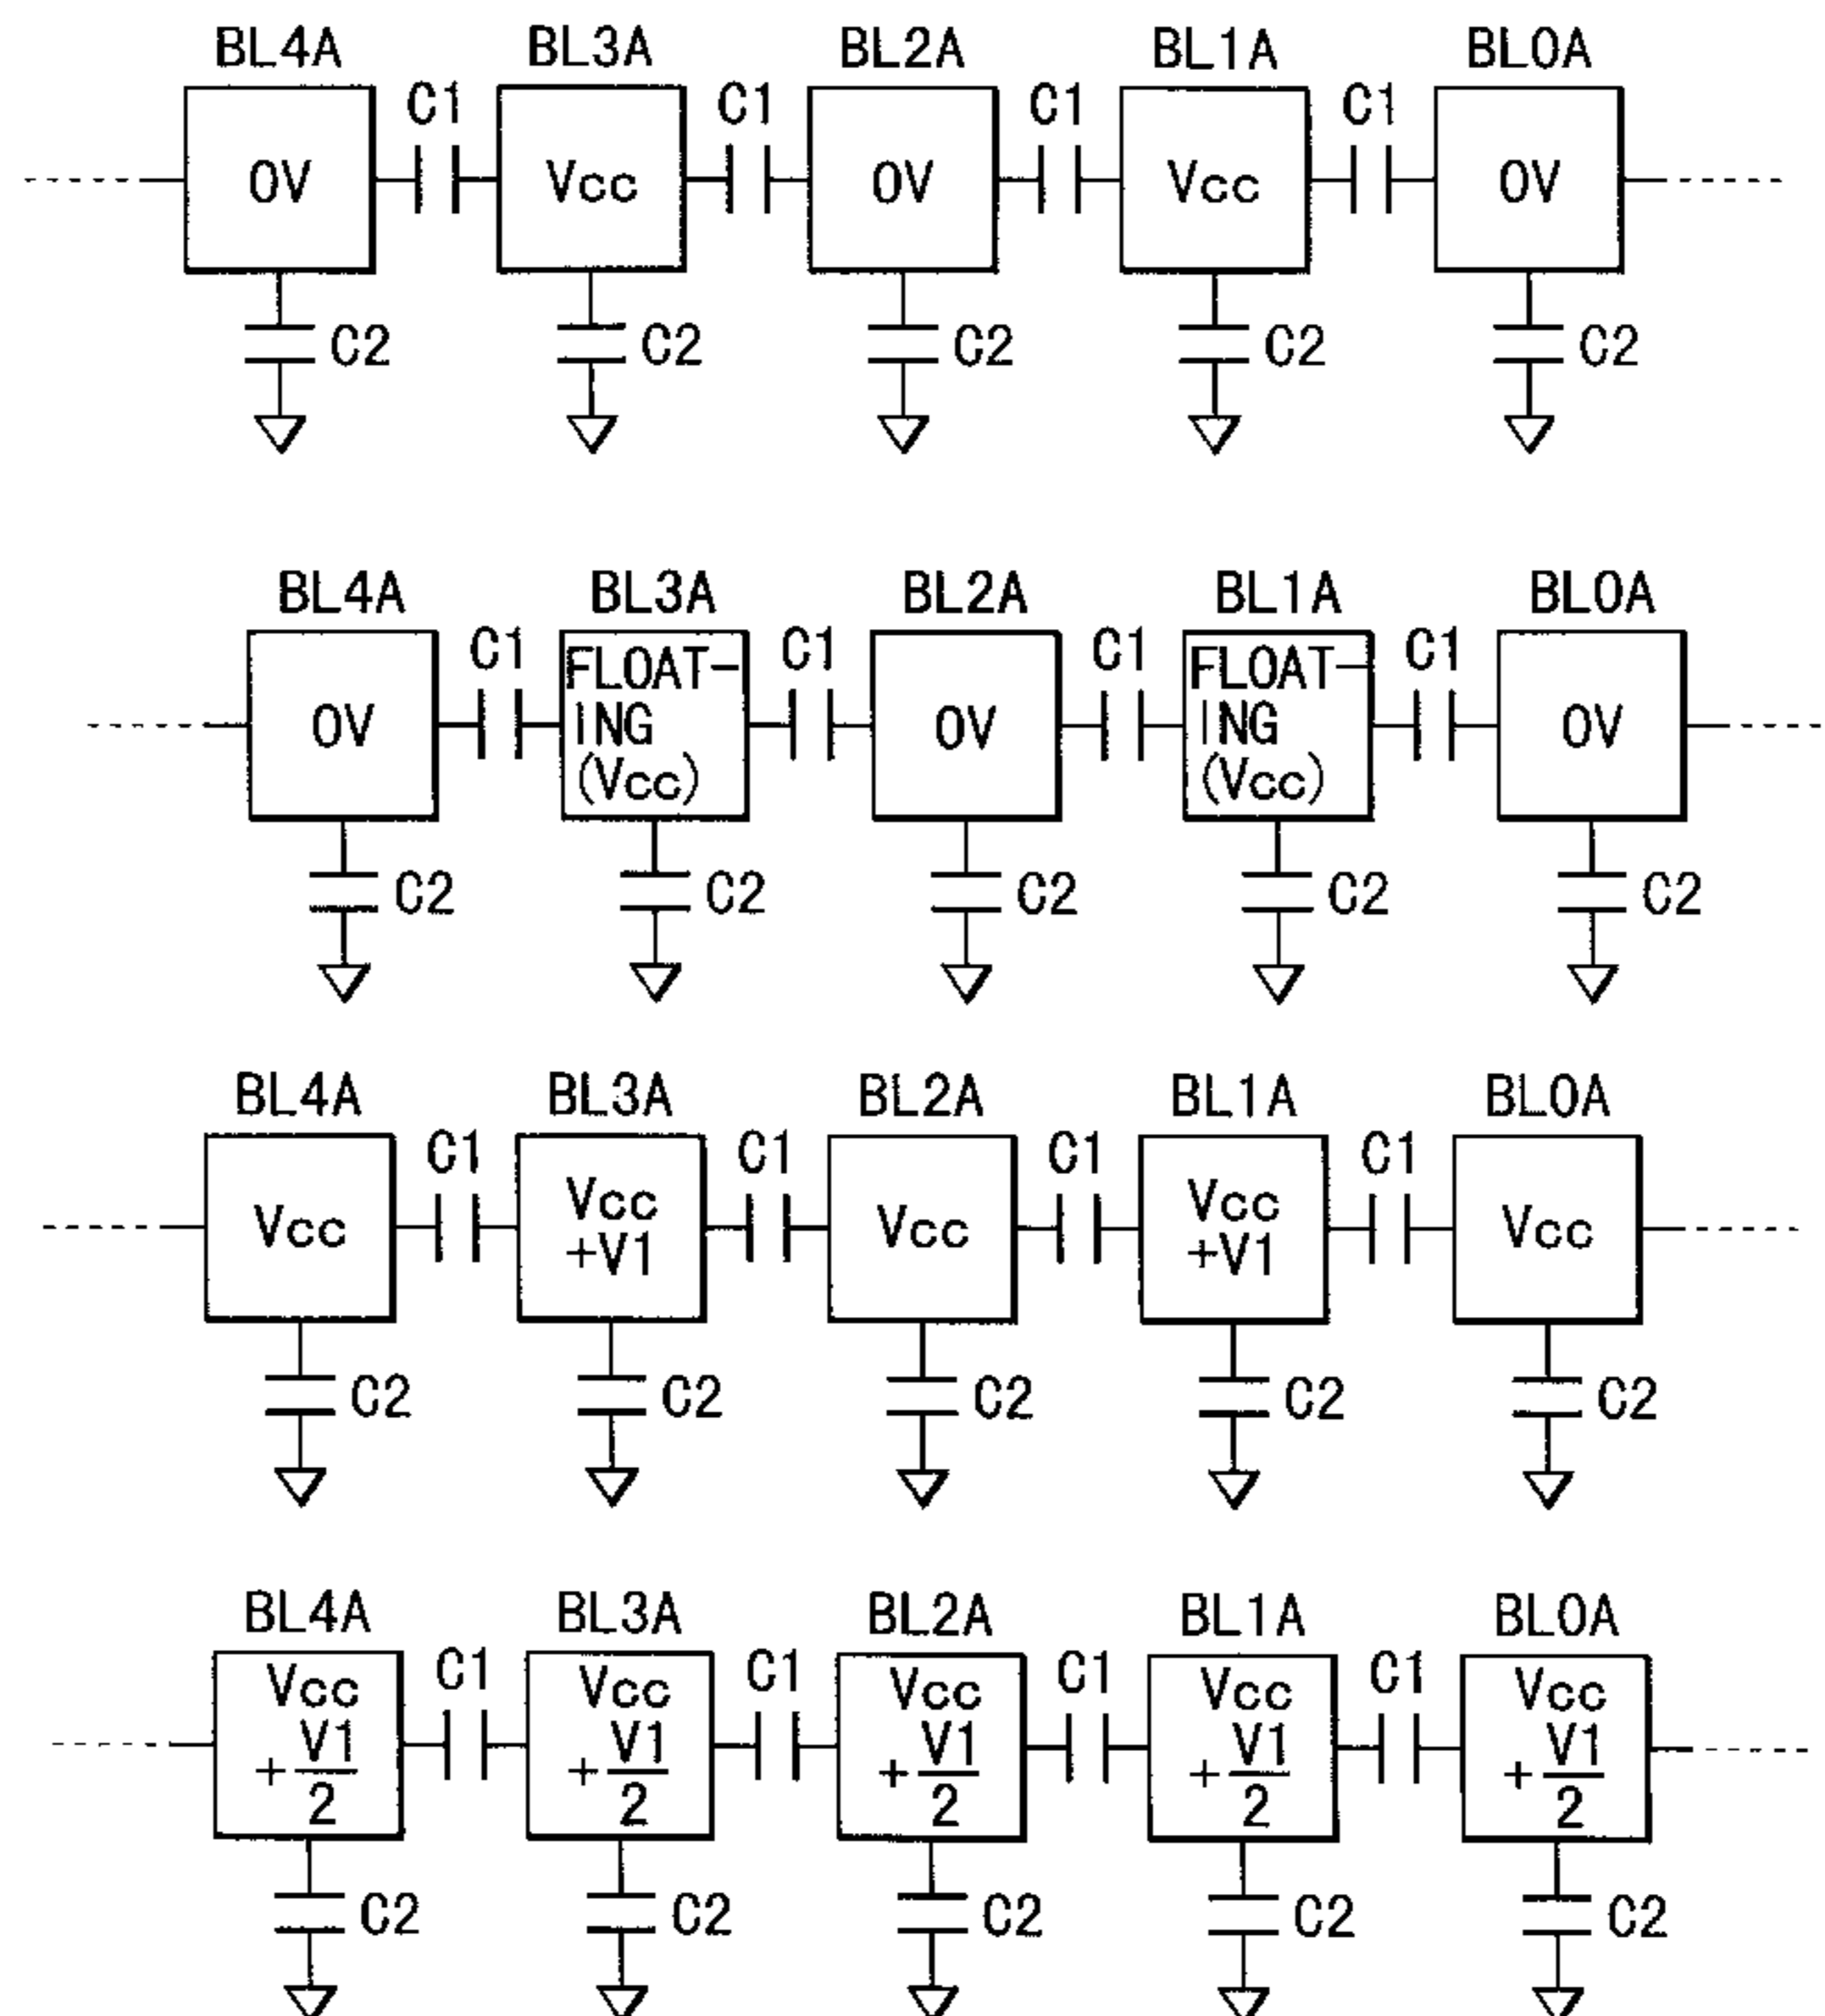 BL4A BL3A BL2A BL1A BL0A
C1 C1 C1 C1
0V Vcc 0V Vcc 0V
C2 C2 C2 C2 C2
BL4A BL3A BL2A BL1A BL0A
C1 C1 C1 C1
0V FLOAT-ING (Vcc) 0V FLOAT-ING (Vcc) 0V
C2 C2 C2 C2 C2
BL4A BL3A BL2A BL1A BL0A
C1 C1 C1 C1
Vcc Vcc +V1 Vcc Vcc +V1 Vcc
C2 C2 C2 C2 C2
BL4A BL3A BL2A BL1A BL0A
C1 C1 C1 C1
Vcc Vcc Vcc Vcc Vcc
+V1/2 +V1/2 +V1/2 +V1/2 +V1/2
C2 C2 C2 C2 C2